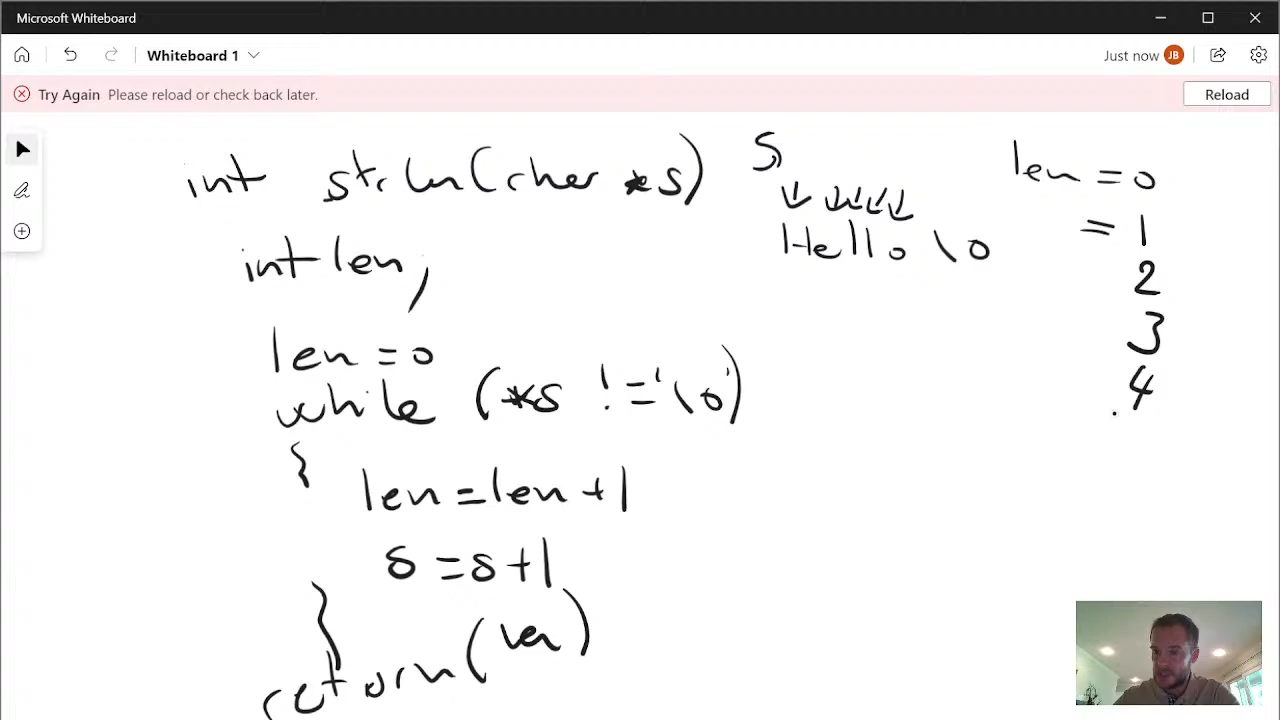 Microsoft Whiteboard
Whiteboard 1
Just now JB
Try Again Please reload or check back later.
Reload
int strlen(char *s)
int len;
len = 0
while (*s != '\0')
{
len = len + 1
s = s + 1
}
return (len)
S
Hello \0
len = 0
= 1
2
3
4